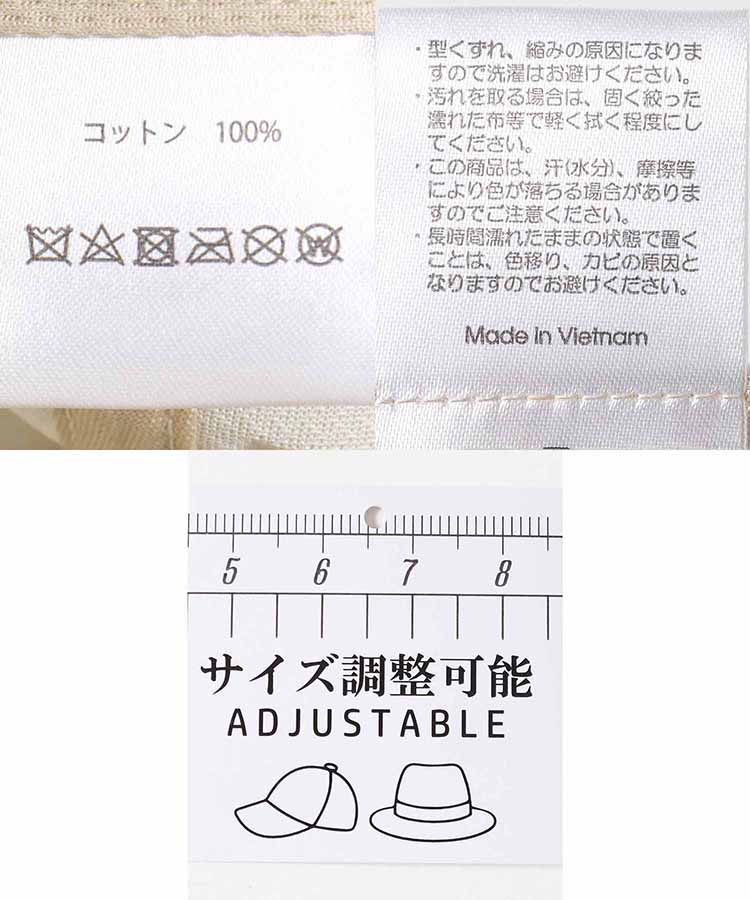 コットン 100%
・型くずれ、縮みの原因になりま
すので洗濯はお避けください。
・汚れを取る場合は、固く絞った
濡れた布等で軽く拭く程度にし
てください。
・この商品は、汗(水分)、摩擦等
により色が落ちる場合がありま
すのでご注意ください。
・長時間濡れたままの状態で置く
ことは、色移り、カビの原因と
なりますのでお避けください。
Made in Vietnam
5 6 7 8
サイズ調整可能
ADJUSTABLE